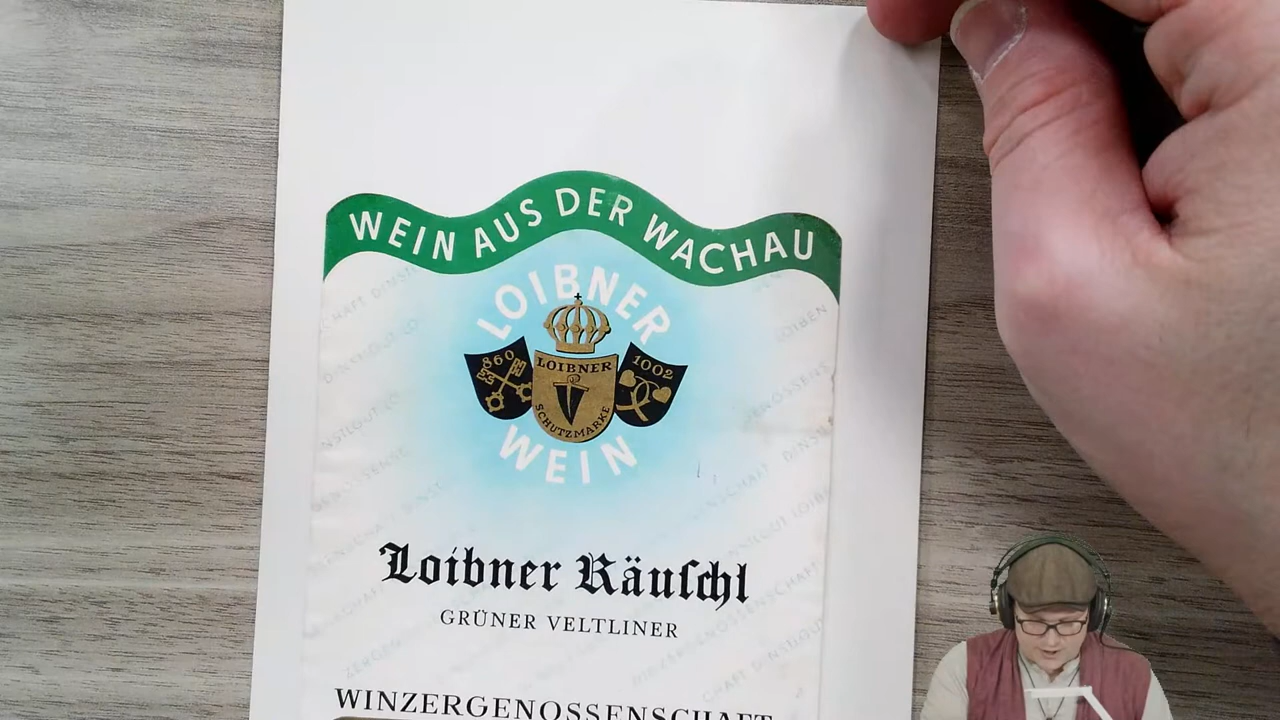 WEIN AUS DER WACHAU
LOIBNER
860
LOIBNER
1002
SCHUTZMARKE
WEIN
Loibner Räuschl
GRÜNER VELTLINER
WINZERGENOSSENSCHAFT